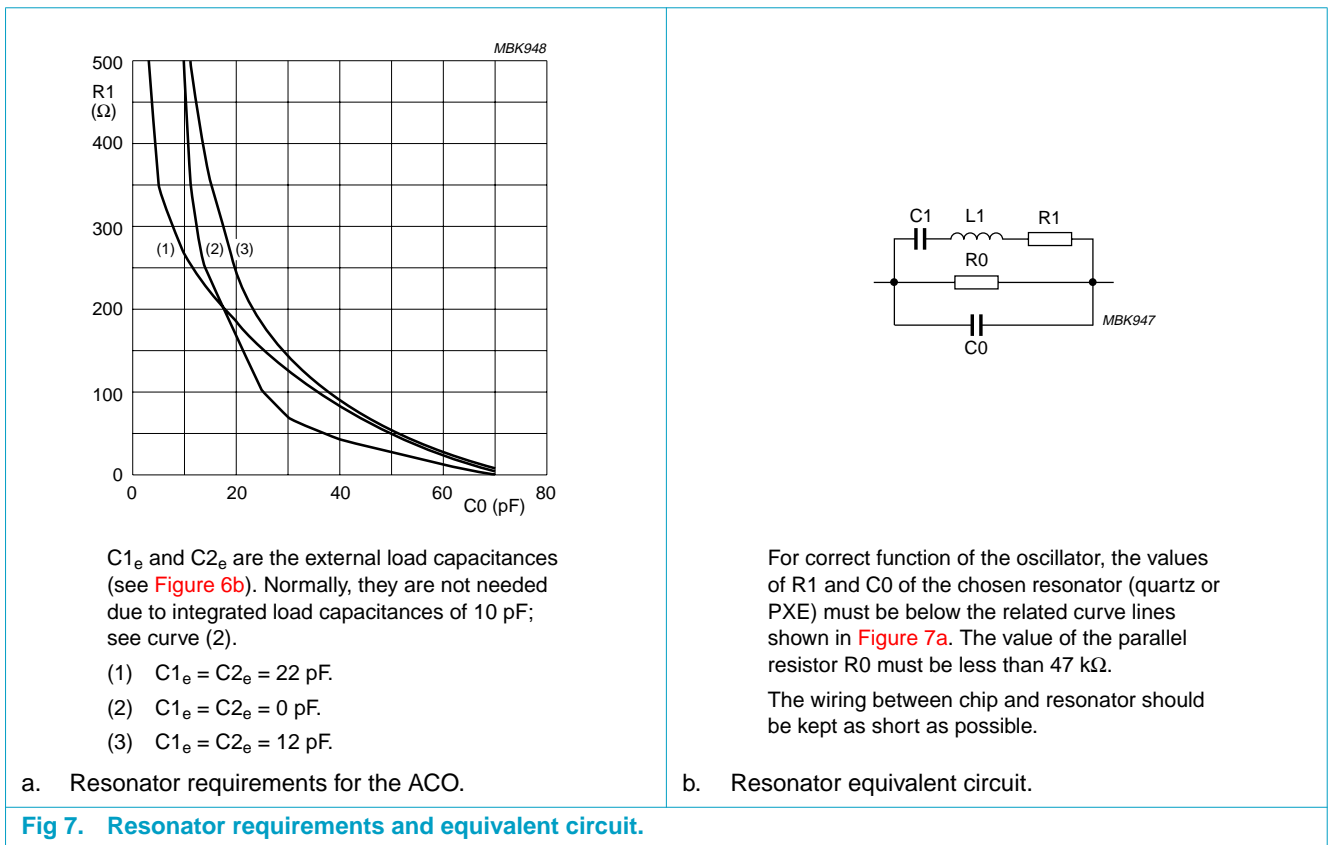 MBK948
500
R1
(Ω)
400
300
(1) (2) (3)
200
100
0
0 20 40 60 80
C0 (pF)
C1e and C2e are the external load capacitances
(see Figure 6b). Normally, they are not needed
due to integrated load capacitances of 10 pF;
see curve (2).
(1) C1e = C2e = 22 pF.
(2) C1e = C2e = 0 pF.
(3) C1e = C2e = 12 pF.
a. Resonator requirements for the ACO.
C1 L1 R1
R0
MBK947
C0
For correct function of the oscillator, the values
of R1 and C0 of the chosen resonator (quartz or
PXE) must be below the related curve lines
shown in Figure 7a. The value of the parallel
resistor R0 must be less than 47 kΩ.
The wiring between chip and resonator should
be kept as short as possible.
b. Resonator equivalent circuit.
Fig 7. Resonator requirements and equivalent circuit.